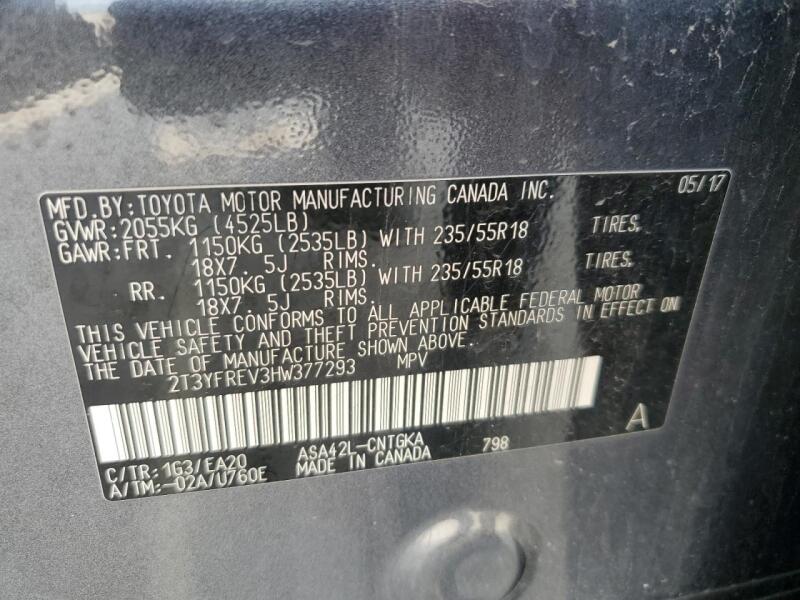 MFD.BY:TOYOTA MOTOR MANUFACTURING CANADA INC. 05/17
GVWR:2055KG (4525LB)
GAWR:FRT. 1150KG (2535LB) WITH 235/55R18 TIRES.
18X7. 5J RIMS.
RR. 1150KG (2535LB) WITH 235/55R18 TIRES.
18X7. 5J RIMS.
THIS VEHICLE CONFORMS TO ALL APPLICABLE FEDERAL MOTOR
VEHICLE SAFETY AND THEFT PREVENTION STANDARDS IN EFFECT ON
THE DATE OF MANUFACTURE SHOWN ABOVE.
2T3YFREV3HW377293 MPV
A
C/TR:1G3/EA20 ASA42L-CNTGKA 798
A/TM:-02A/U760E MADE IN CANADA